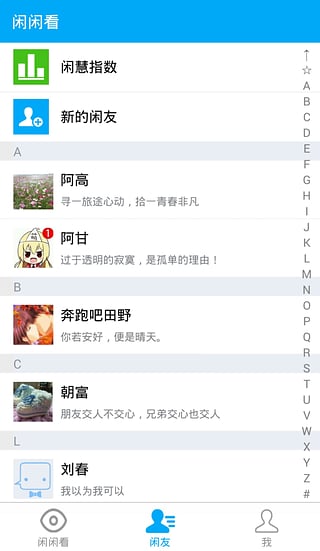 闲闲看
闲慧指数
新的闲友
A
阿高
寻一旅途心动，拾一青春非凡
阿甘
1
过于透明的寂寞，是孤单的理由！
B
奔跑吧田野
你若安好，便是晴天。
C
朝富
朋友交人不交心，兄弟交心也交人
L
刘春
我以为我可以
↑
☆
A
B
C
D
E
F
G
H
I
J
K
L
M
N
O
P
Q
R
S
T
U
V
W
X
Y
Z
#
闲闲看
闲友
我